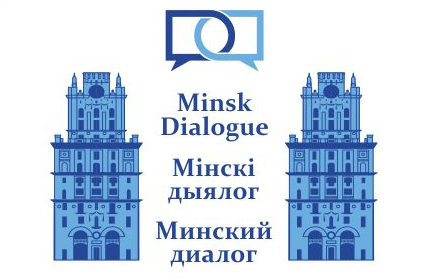 Minsk
Dialogue
Мінскі
дыялог
Минский
диалог